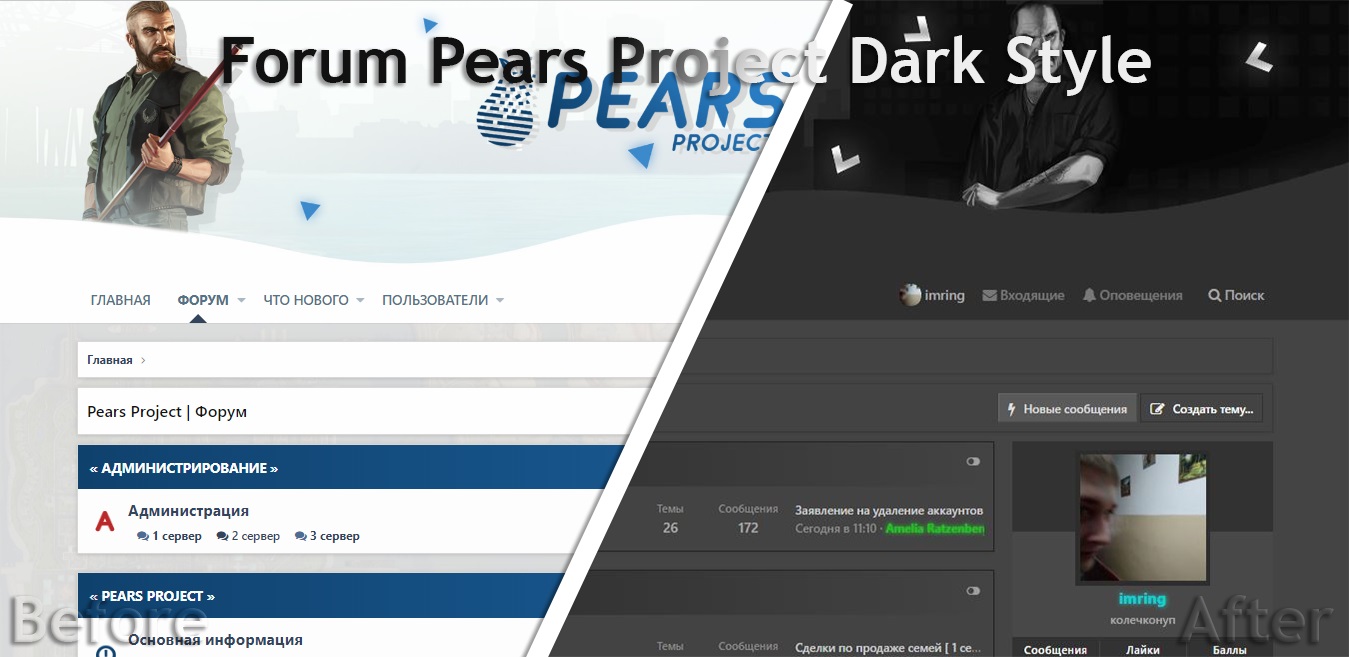 Forum Pears Project Dark Style
PEARS
PROJECT
ГЛАВНАЯ ФОРУМ ЧТО НОВОГО ПОЛЬЗОВАТЕЛИ
imring Входящие Оповещения Поиск
Главная
Pears Project | Форум
Новые сообщения Создать тему...
« АДМИНИСТРИРОВАНИЕ »
Администрация
1 сервер 2 сервер 3 сервер
Темы Сообщения
26 172
Заявление на удаление аккаунтов
Сегодня в 11:10 · Amelia Ratzenber
« PEARS PROJECT »
Основная информация
Темы Сообщения
Сделки по продаже семей [ 1 се...
imring
колечконуп
Сообщения Лайки Баллы
Before
After